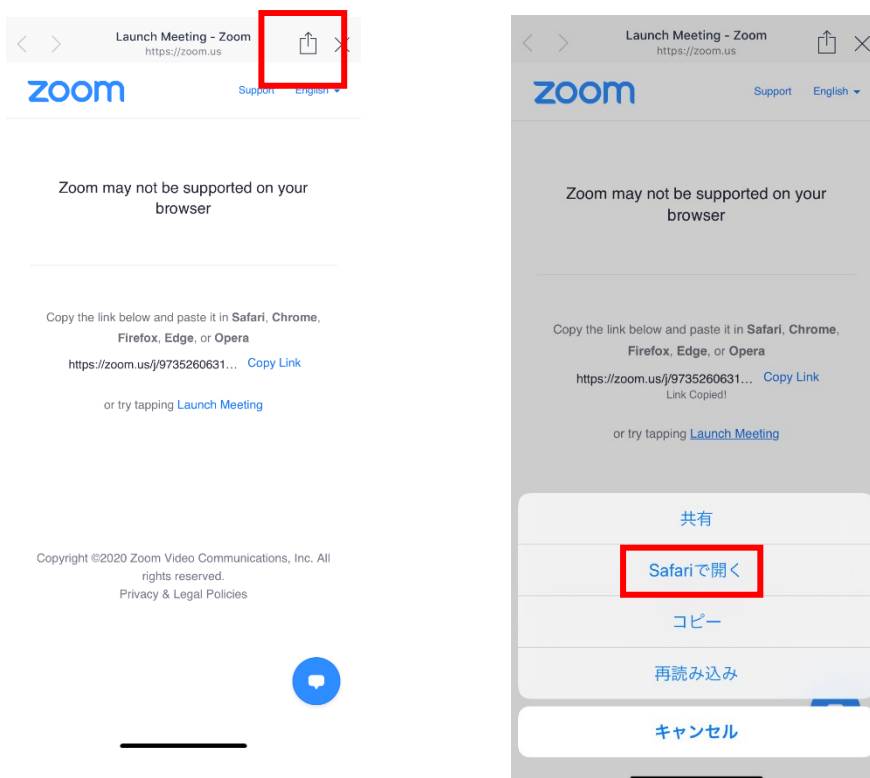 Launch Meeting - Zoom
https://zoom.us
zoom
Support English
Zoom may not be supported on your
browser
Copy the link below and paste it in Safari, Chrome,
Firefox, Edge, or Opera
https://zoom.us/j/9735260631... Copy Link
or try tapping Launch Meeting
Copyright ©2020 Zoom Video Communications, Inc. All
rights reserved.
Privacy & Legal Policies
Launch Meeting - Zoom
https://zoom.us
zoom
Support English
Zoom may not be supported on your
browser
Copy the link below and paste it in Safari, Chrome,
Firefox, Edge, or Opera
https://zoom.us/j/9735260631... Copy Link
Link Copied!
or try tapping Launch Meeting
共有
Safariで開く
コピー
再読み込み
キャンセル